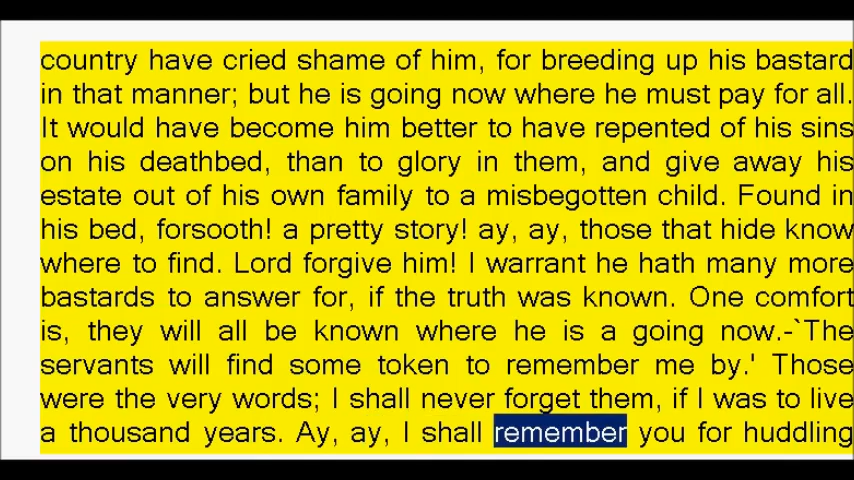 country have cried shame of him, for breeding up his bastard
in that manner; but he is going now where he must pay for all.
It would have become him better to have repented of his sins
on his deathbed, than to glory in them, and give away his
estate out of his own family to a misbegotten child. Found in
his bed, forsooth! a pretty story! ay, ay, those that hide know
where to find. Lord forgive him! I warrant he hath many more
bastards to answer for, if the truth was known. One comfort
is, they will all be known where he is a going now.-`The
servants will find some token to remember me by.' Those
were the very words; I shall never forget them, if I was to live
a thousand years. Ay, ay, I shall remember you for huddling